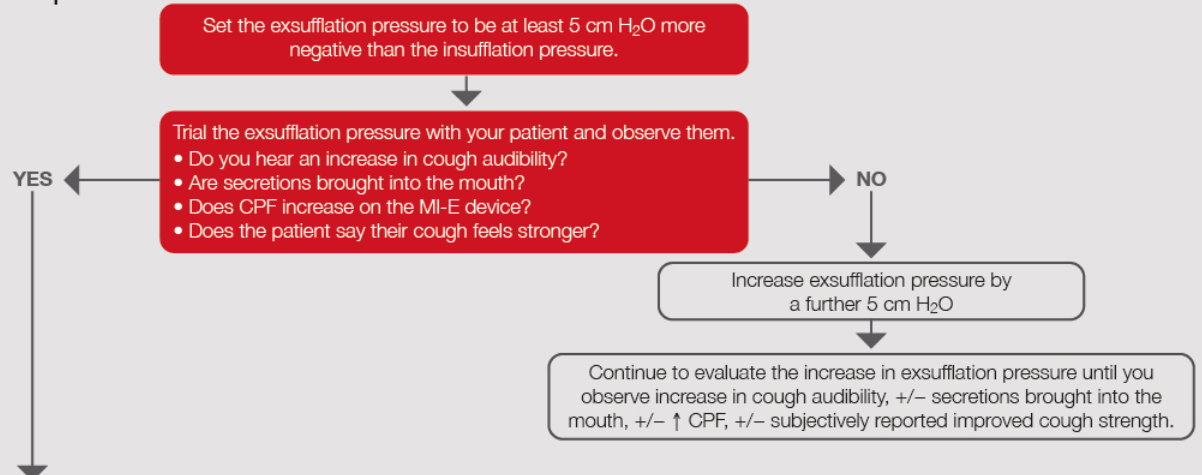 Set the exsufflation pressure to be at least 5 cm H₂O more
negative than the insufflation pressure.
Trial the exsufflation pressure with your patient and observe them.
• Do you hear an increase in cough audibility?
• Are secretions brought into the mouth?
• Does CPF increase on the MI-E device?
• Does the patient say their cough feels stronger?
YES
NO
Increase exsufflation pressure by
a further 5 cm H₂O
Continue to evaluate the increase in exsufflation pressure until you
observe increase in cough audibility, +/– secretions brought into the
mouth, +/– ↑ CPF, +/– subjectively reported improved cough strength.